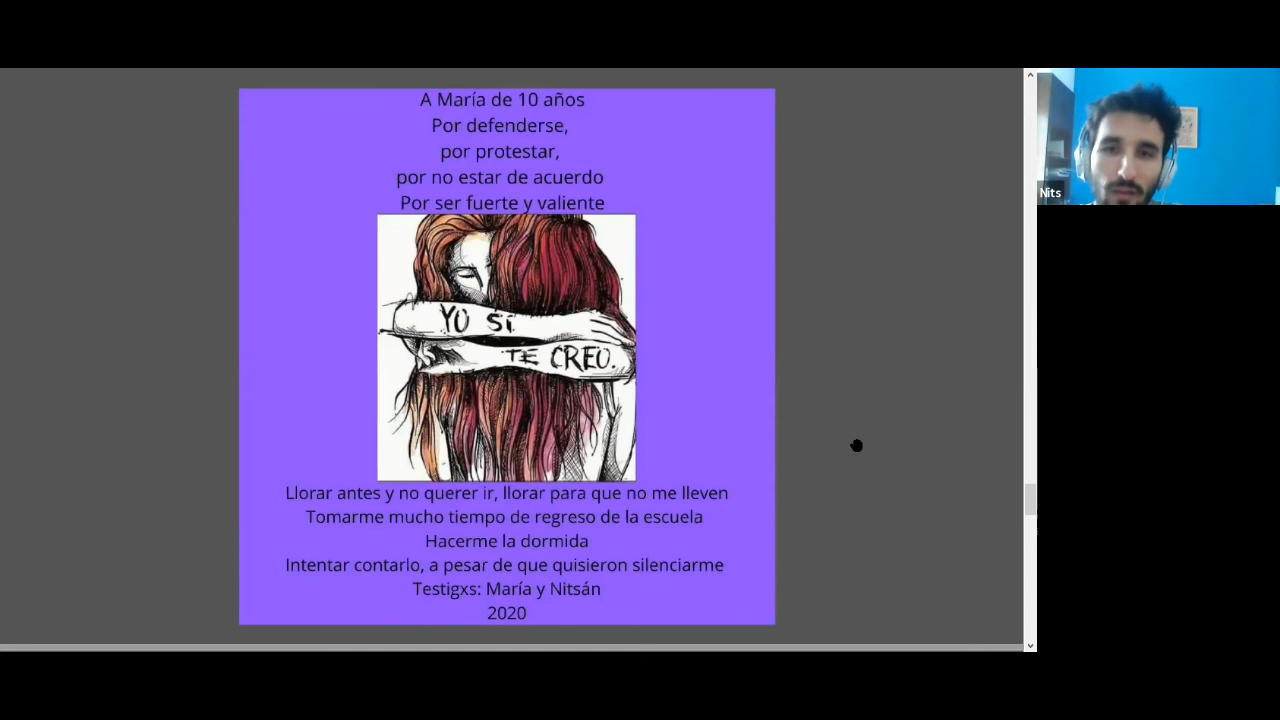 A María de 10 años
Por defenderse,
por protestar,
por no estar de acuerdo
Por ser fuerte y valiente
YO SÍ
TE CREO.
Llorar antes y no querer ir, llorar para que no me lleven
Tomarme mucho tiempo de regreso de la escuela
Hacerme la dormida
Intentar contarlo, a pesar de que quisieron silenciarme
Testigxs: María y Nitsán
2020
Nits